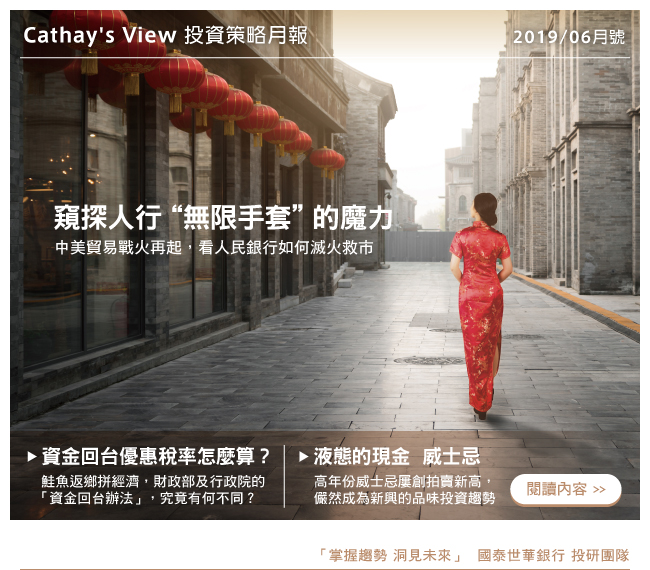 Cathay's View 投資策略月報
2019/06月號
窺探人行 “無限手套” 的魔力
中美貿易戰火再起，看人民銀行如何滅火救市
資金回台優惠稅率怎麼算？
鮭魚返鄉拼經濟，財政部及行政院的
「資金回台辦法」，究竟有何不同？
液態的現金 威士忌
高年份威士忌屢創拍賣新高，
儼然成為新興的品味投資趨勢
閱讀內容 >>
「掌握趨勢 洞見未來」 國泰世華銀行 投研團隊